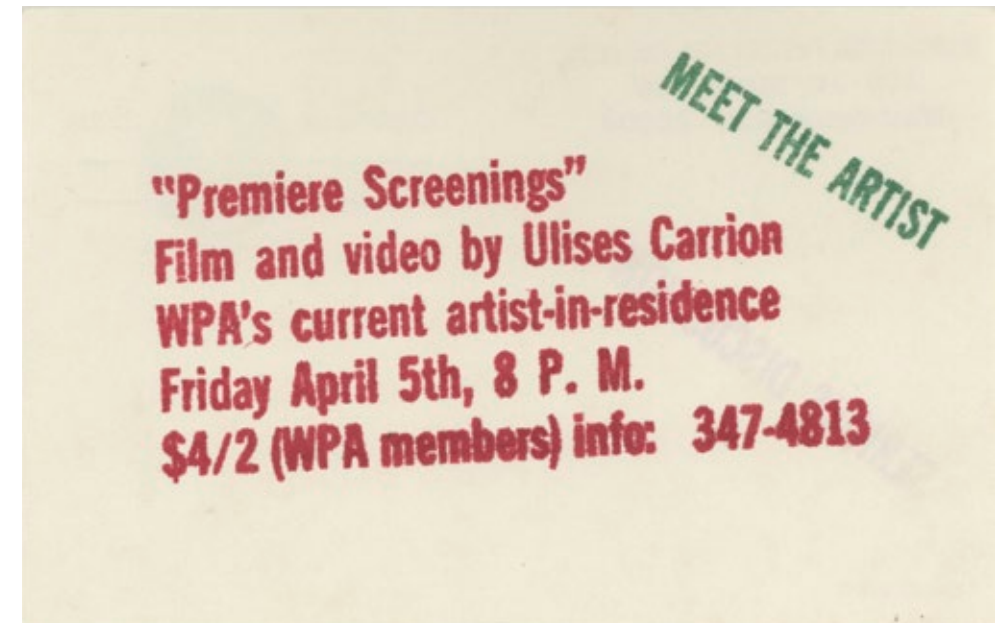 MEET THE ARTIST
"Premiere Screenings"
Film and video by Ulises Carrion
WPA's current artist-in-residence
Friday April 5th, 8 P. M.
$4/2 (WPA members) info: 347-4813